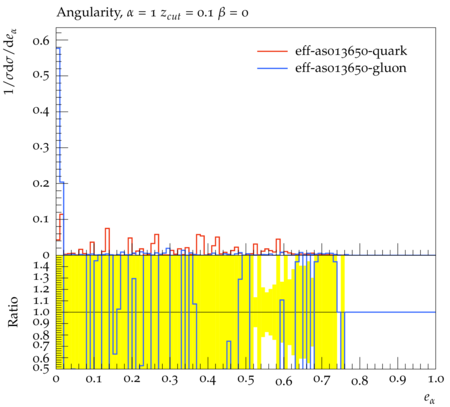 Angularity, α = 1 z_cut = 0.1 β = 0
1/σdσ/de_α
0.6
0.5
0.4
0.3
0.2
0.1
0
eff-as013650-quark
eff-as013650-gluon
Ratio
1.4
1.3
1.2
1.1
1.0
0.9
0.8
0.7
0.6
0.5
0 0.1 0.2 0.3 0.4 0.5 0.6 0.7 0.8 0.9 1.0
e_α